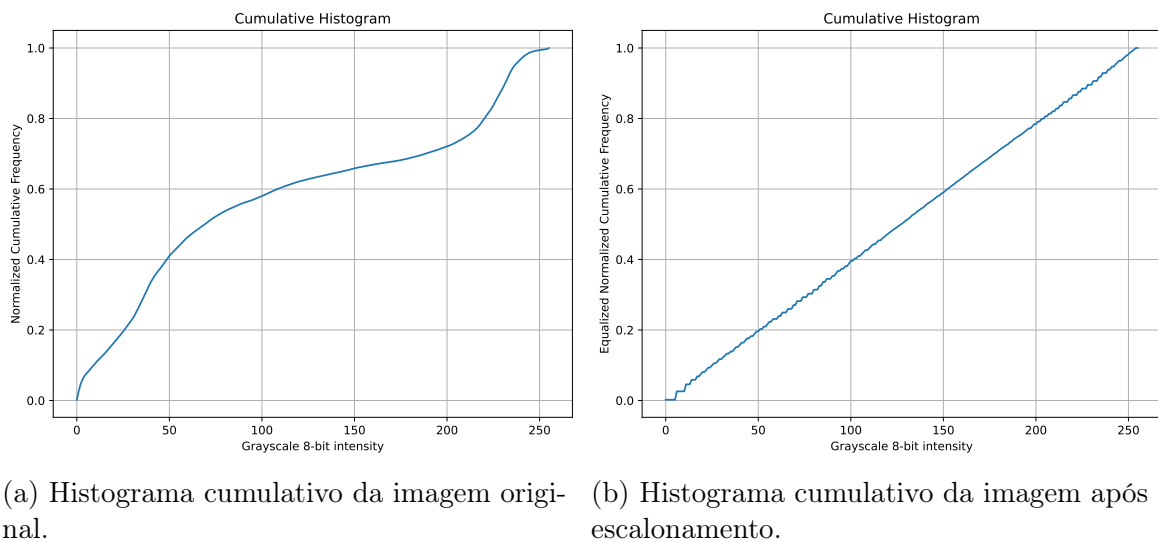 Cumulative Histogram
Normalized Cumulative Frequency
1.0
0.8
0.6
0.4
0.2
0.0
0 50 100 150 200 250
Grayscale 8-bit intensity
(a) Histograma cumulativo da imagem origi-
nal.
Cumulative Histogram
Equalized Normalized Cumulative Frequency
1.0
0.8
0.6
0.4
0.2
0.0
0 50 100 150 200 250
Grayscale 8-bit intensity
(b) Histograma cumulativo da imagem após
escalonamento.